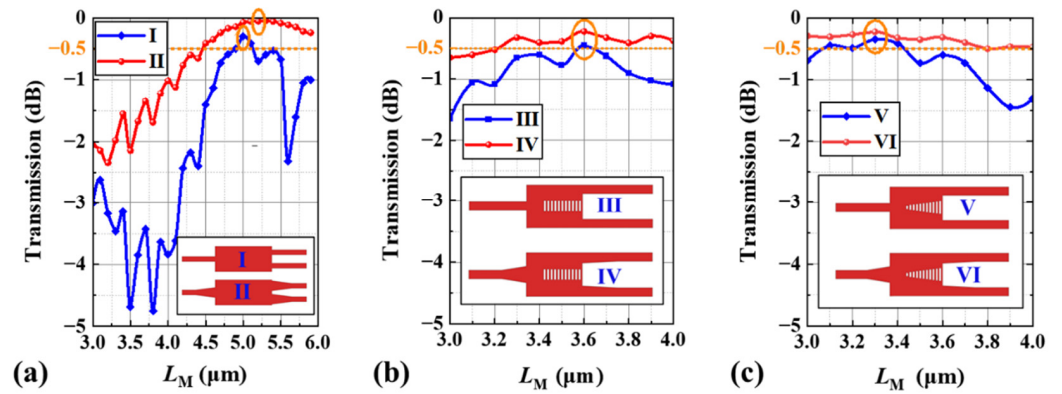 0
−0.5
−1
−2
−3
−4
−5
Transmission (dB)
I
II
I
II
3.0 3.5 4.0 4.5 5.0 5.5 6.0
(a) L_M (μm)
0
−0.5
−1
−2
−3
−4
−5
Transmission (dB)
III
IV
III
IV
3.0 3.2 3.4 3.6 3.8 4.0
(b) L_M (μm)
0
−0.5
−1
−2
−3
−4
−5
Transmission (dB)
V
VI
V
VI
3.0 3.2 3.4 3.6 3.8 4.0
(c) L_M (μm)